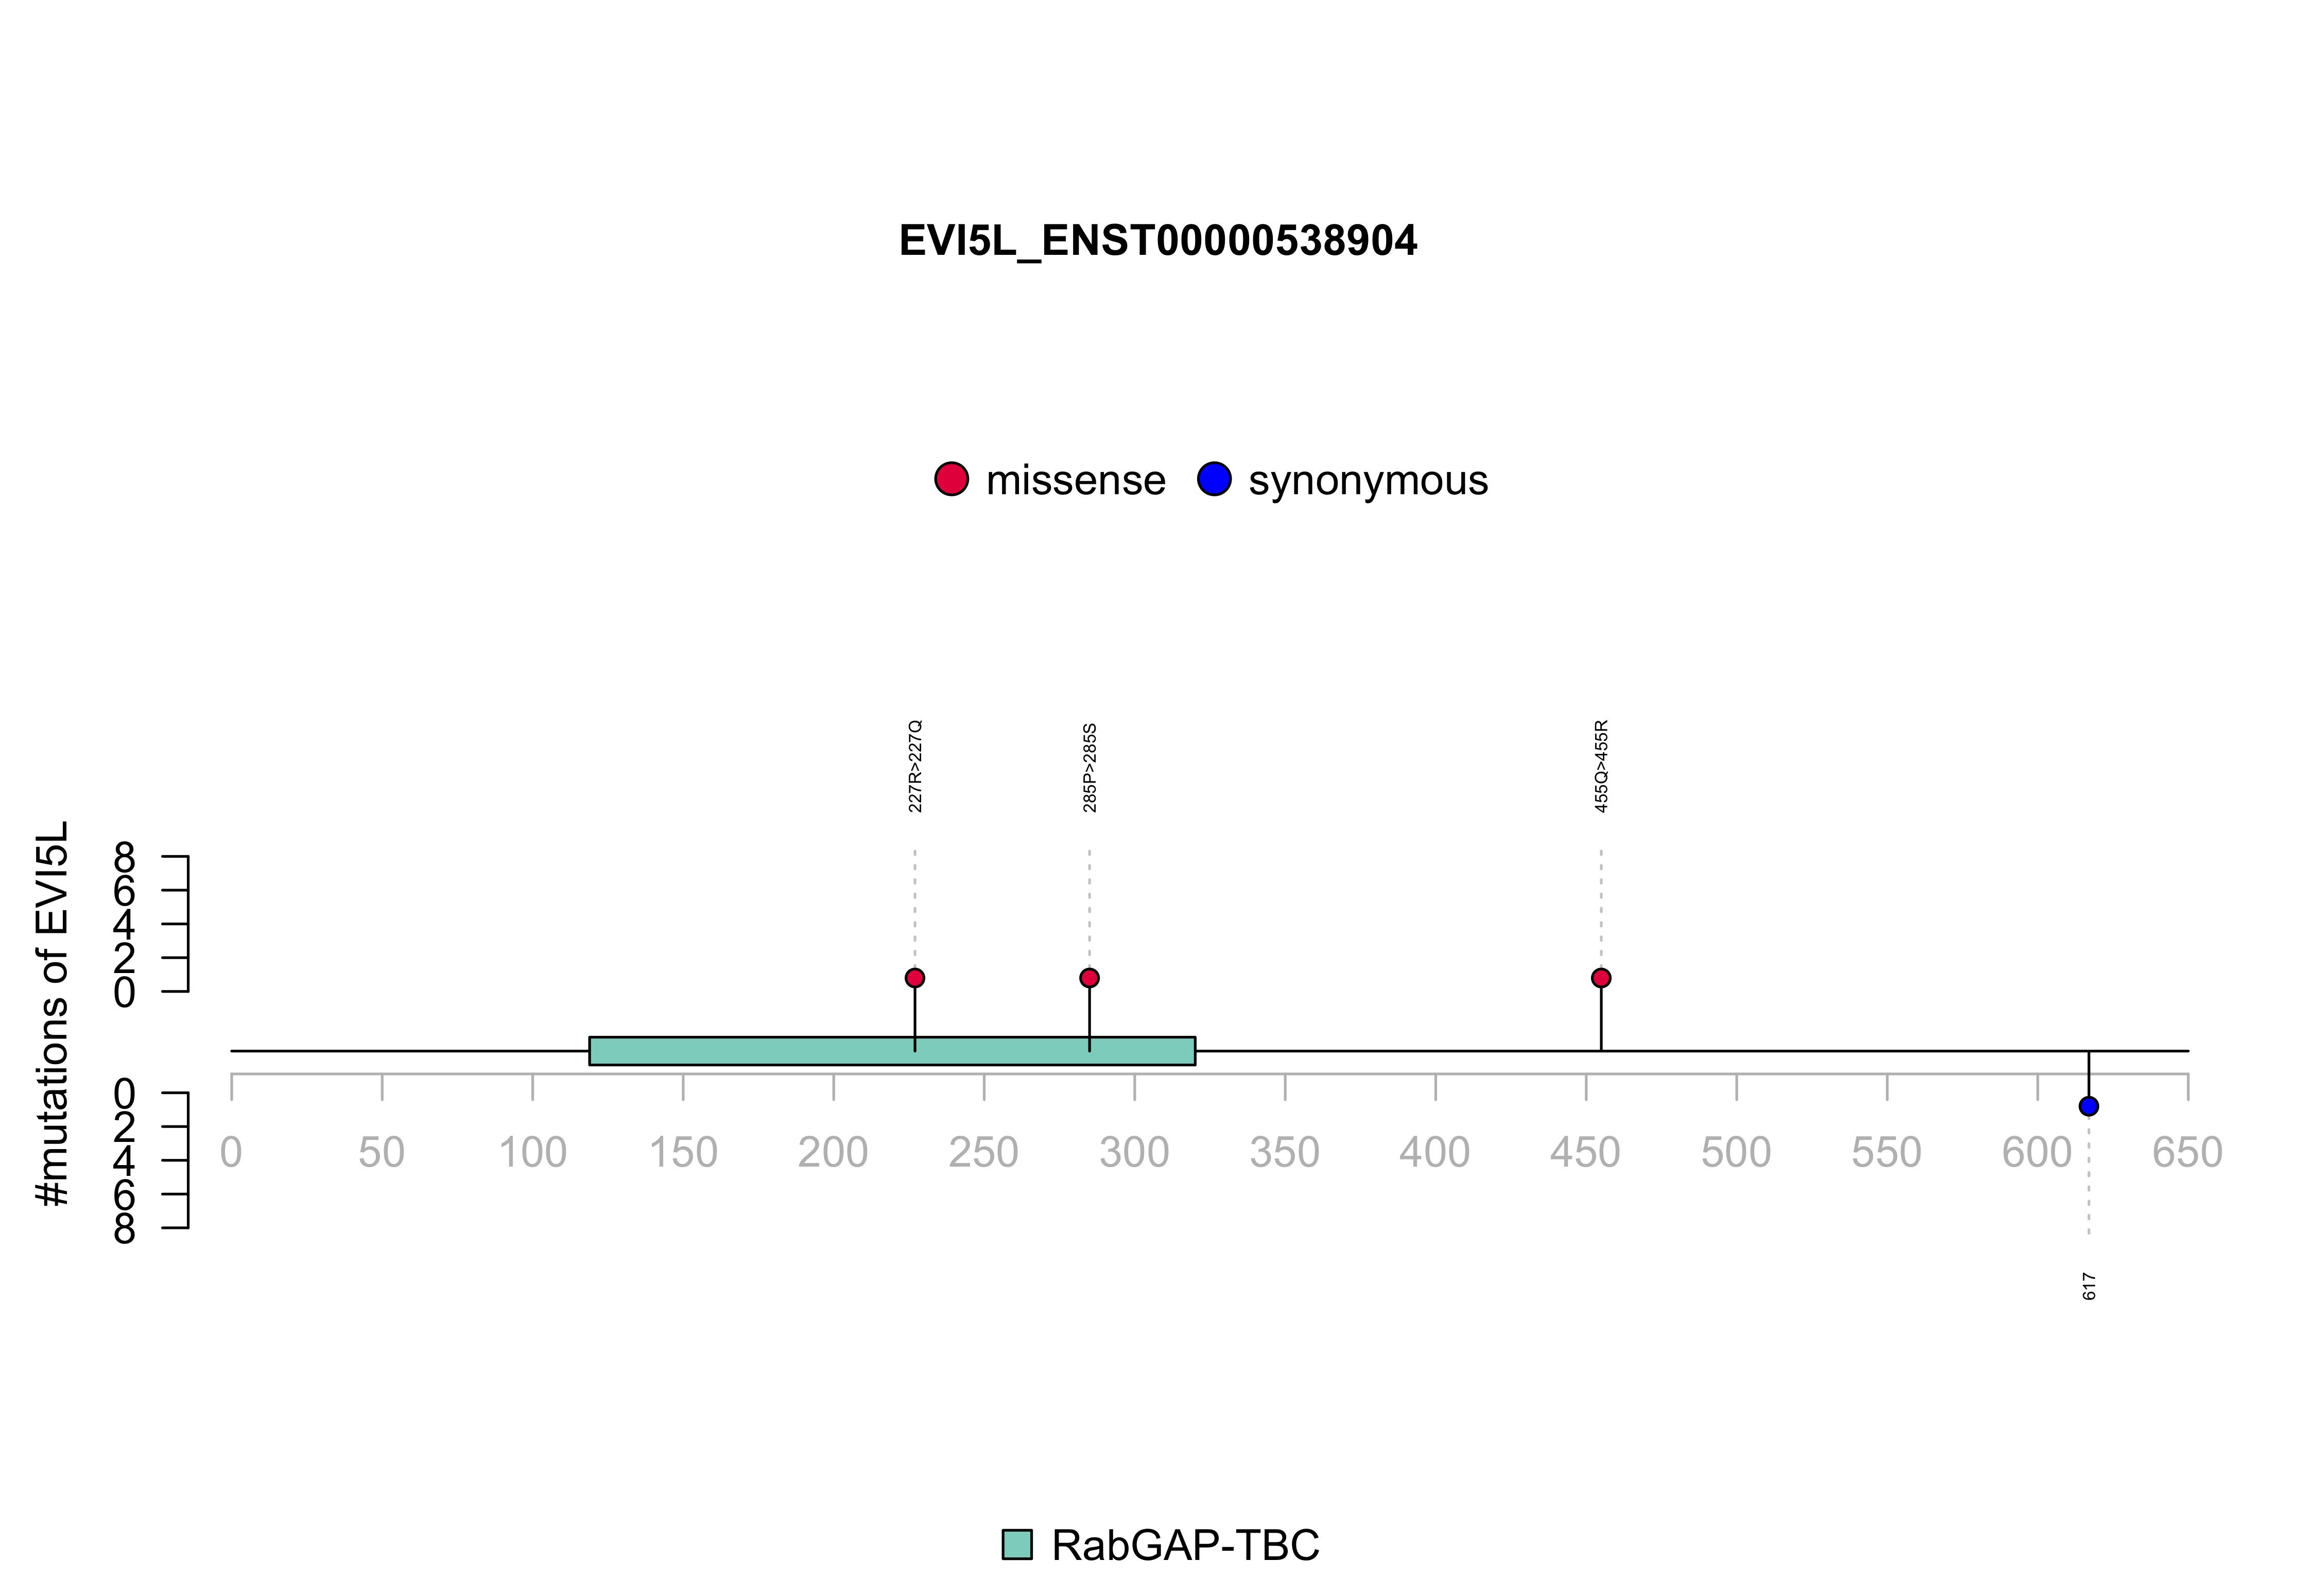 EVI5L_ENST00000538904
missense synonymous
227R>227Q 285P>285S 455Q>455R
#mutations of EVI5L
8
6
4
2
0
0
2
4
6
8
0 50 100 150 200 250 300 350 400 450 500 550 600 650
617
RabGAP-TBC